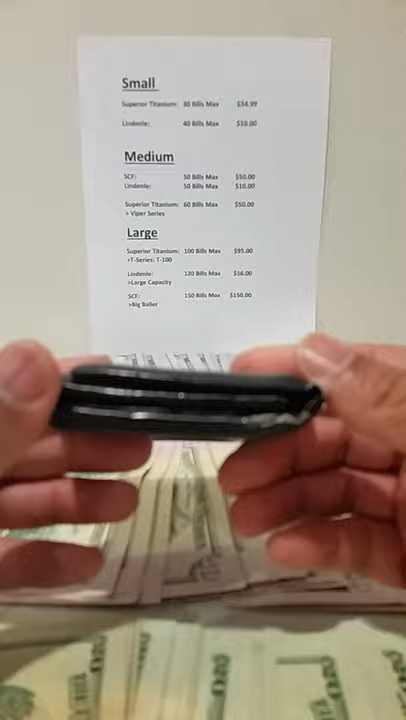 Small
Superior Titanium: 30 Bills Max $34.99
Lindenle: 40 Bills Max $10.00
Medium
SCF: 50 Bills Max $50.00
Lindenle: 50 Bills Max $10.00
Superior Titanium: 60 Bills Max $50.00
> Viper Series
Large
Superior Titanium: 100 Bills Max $95.00
>T-Series: T-100
Lindenle: 120 Bills Max $16.00
>Large Capacity
SCF: 150 Bills Max $150.00
>Big Baller